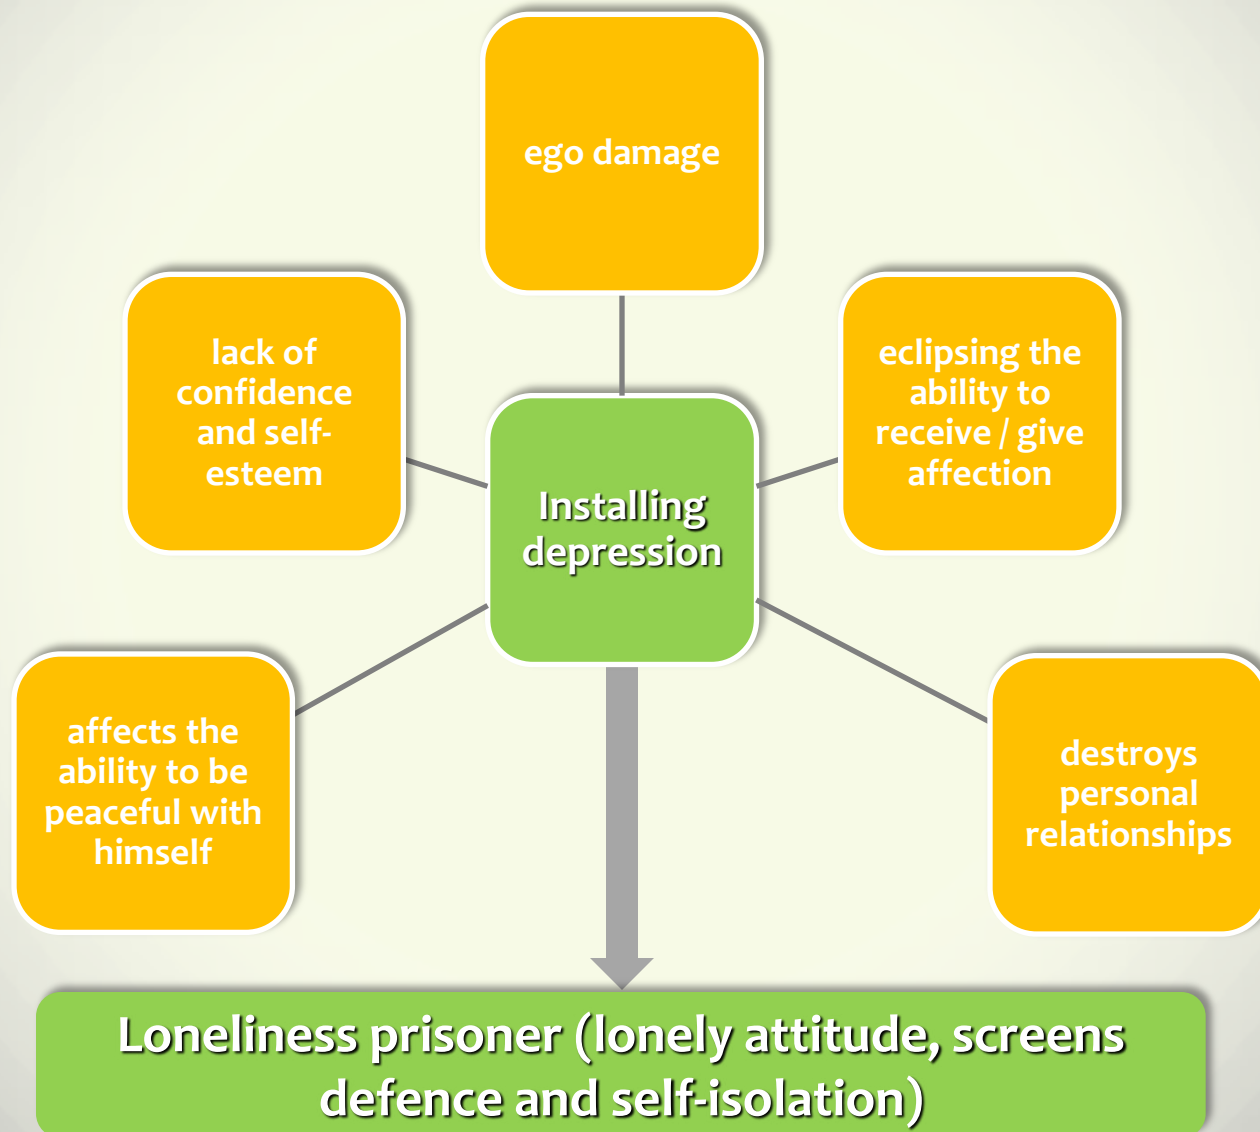 ego damage
lack of
confidence
and self-
esteem
eclipsing the
ability to
receive / give
affection
Installing
depression
affects the
ability to be
peaceful with
himself
destroys
personal
relationships
Loneliness prisoner (lonely attitude, screens
defence and self-isolation)